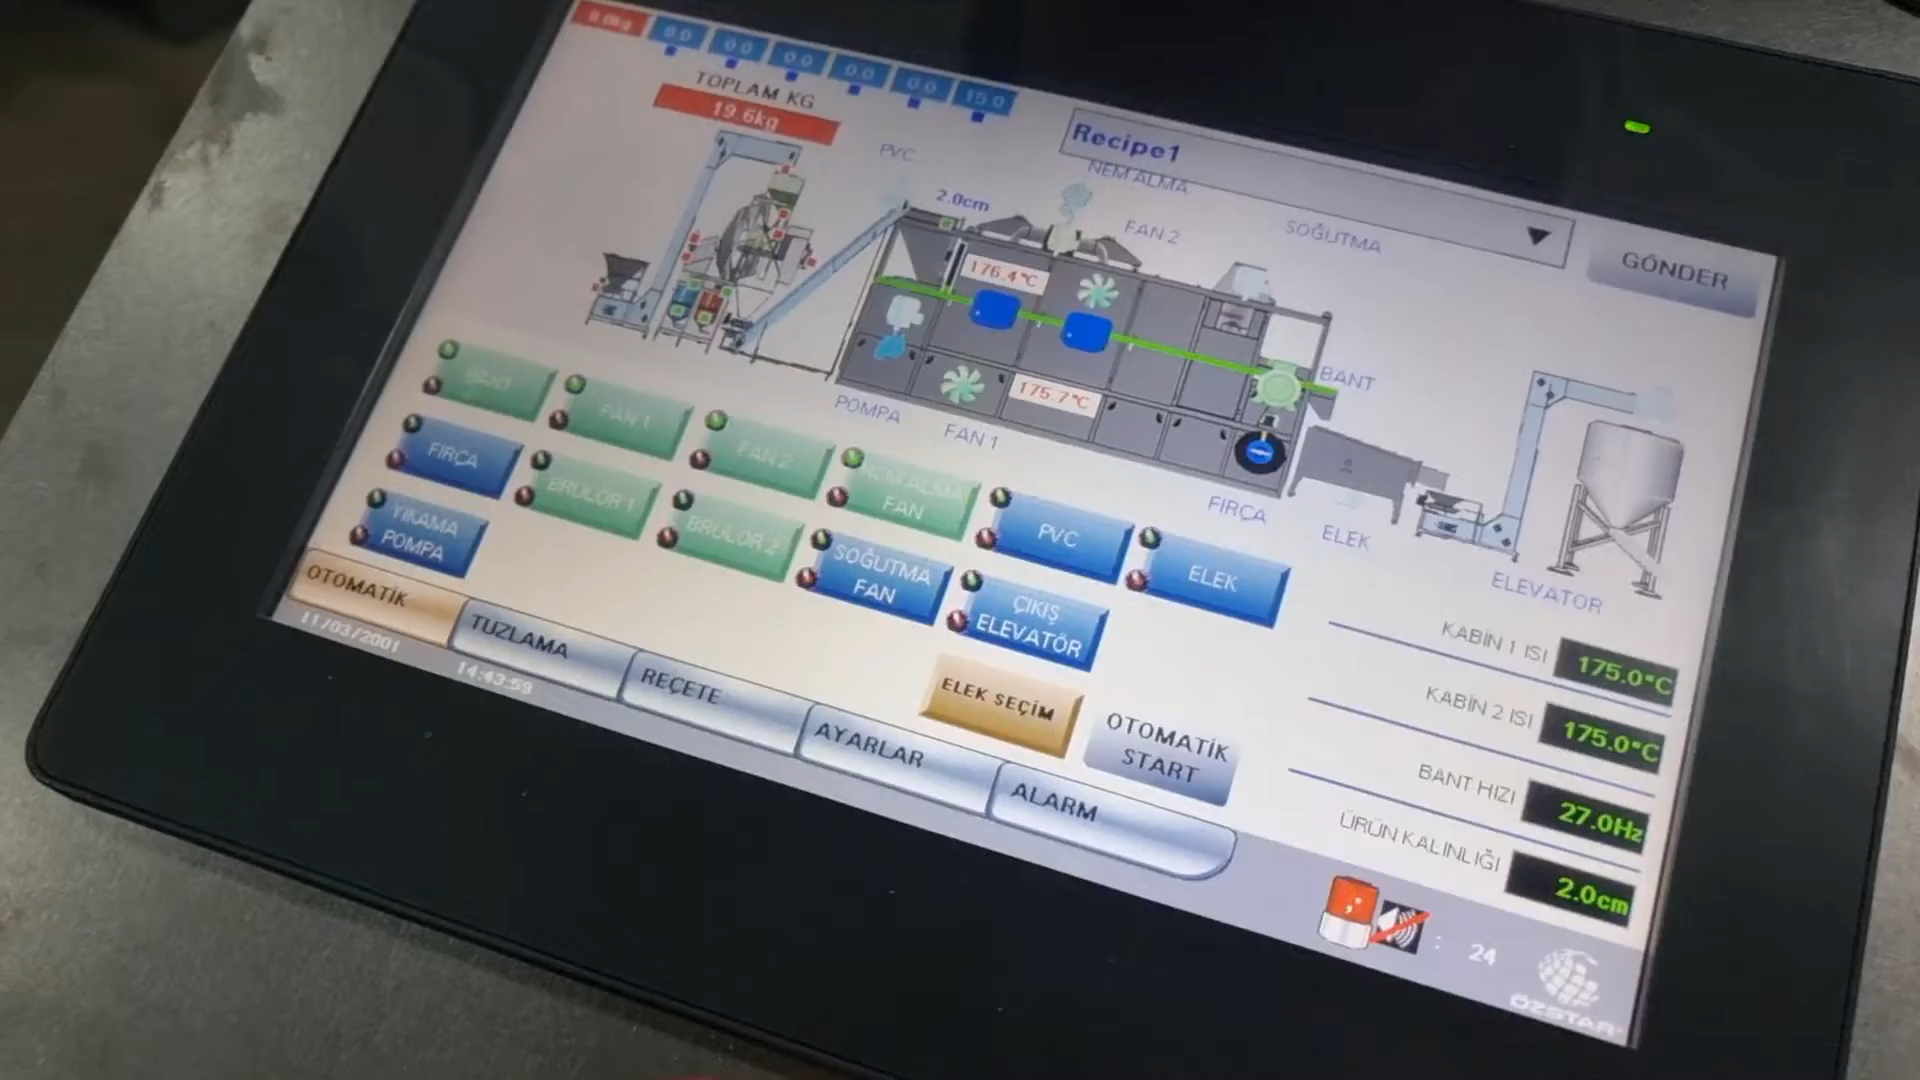 0.0kg
0.0
0.0
0.0
0.0
0.0
15.0
TOPLAM KG
19.6kg
Recipe1
GÖNDER
PVC
2.0cm
NEM ALMA
FAN 2
SOĞUTMA
176.4°C
175.7°C
BANT
POMPA
FAN 1
FIRÇA
ELEK
ELEVATOR
BANT
FAN 1
FAN 2
NEM ALMA
FAN
PVC
ELEK
FIRÇA
BRULÖR 1
BRULÖR 2
SOĞUTMA
FAN
ÇIKIŞ
ELEVATÖR
YIKAMA
POMPA
ELEK SEÇİM
OTOMATİK
START
KABİN 1 ISI
175.0°C
KABİN 2 ISI
175.0°C
BANT HIZI
27.0Hz
ÜRÜN KALINLIĞI
2.0cm
OTOMATİK
TUZLAMA
REÇETE
AYARLAR
ALARM
11/03/2001
14:43:59
: 24
ÖZSTAR